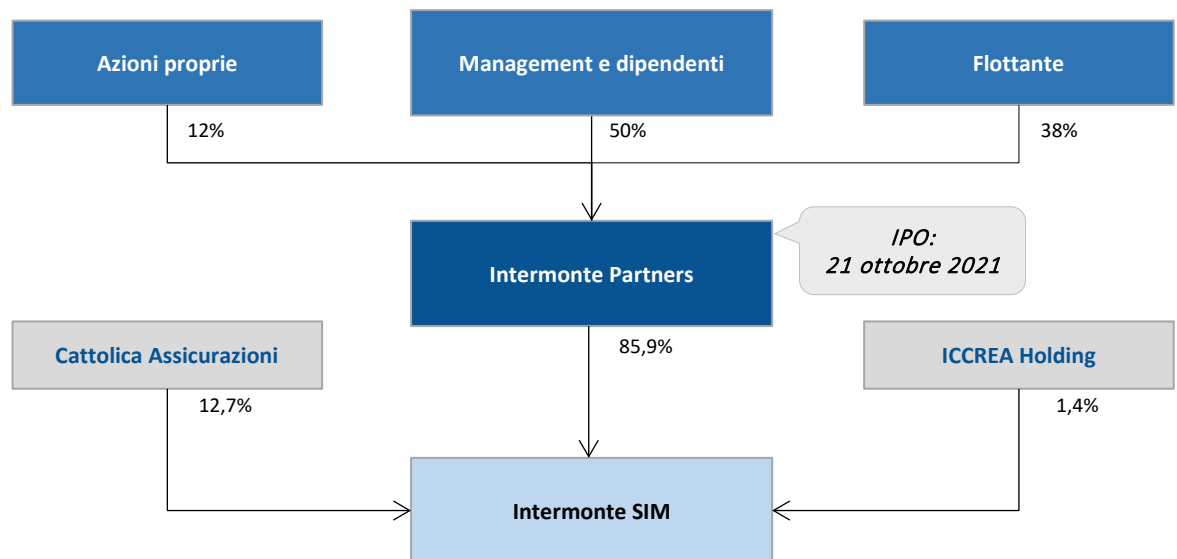 Azioni proprie
Management e dipendenti
Flottante
12%
50%
38%
IPO:
21 ottobre 2021
Intermonte Partners
Cattolica Assicurazioni
85,9%
ICCREA Holding
12,7%
1,4%
Intermonte SIM